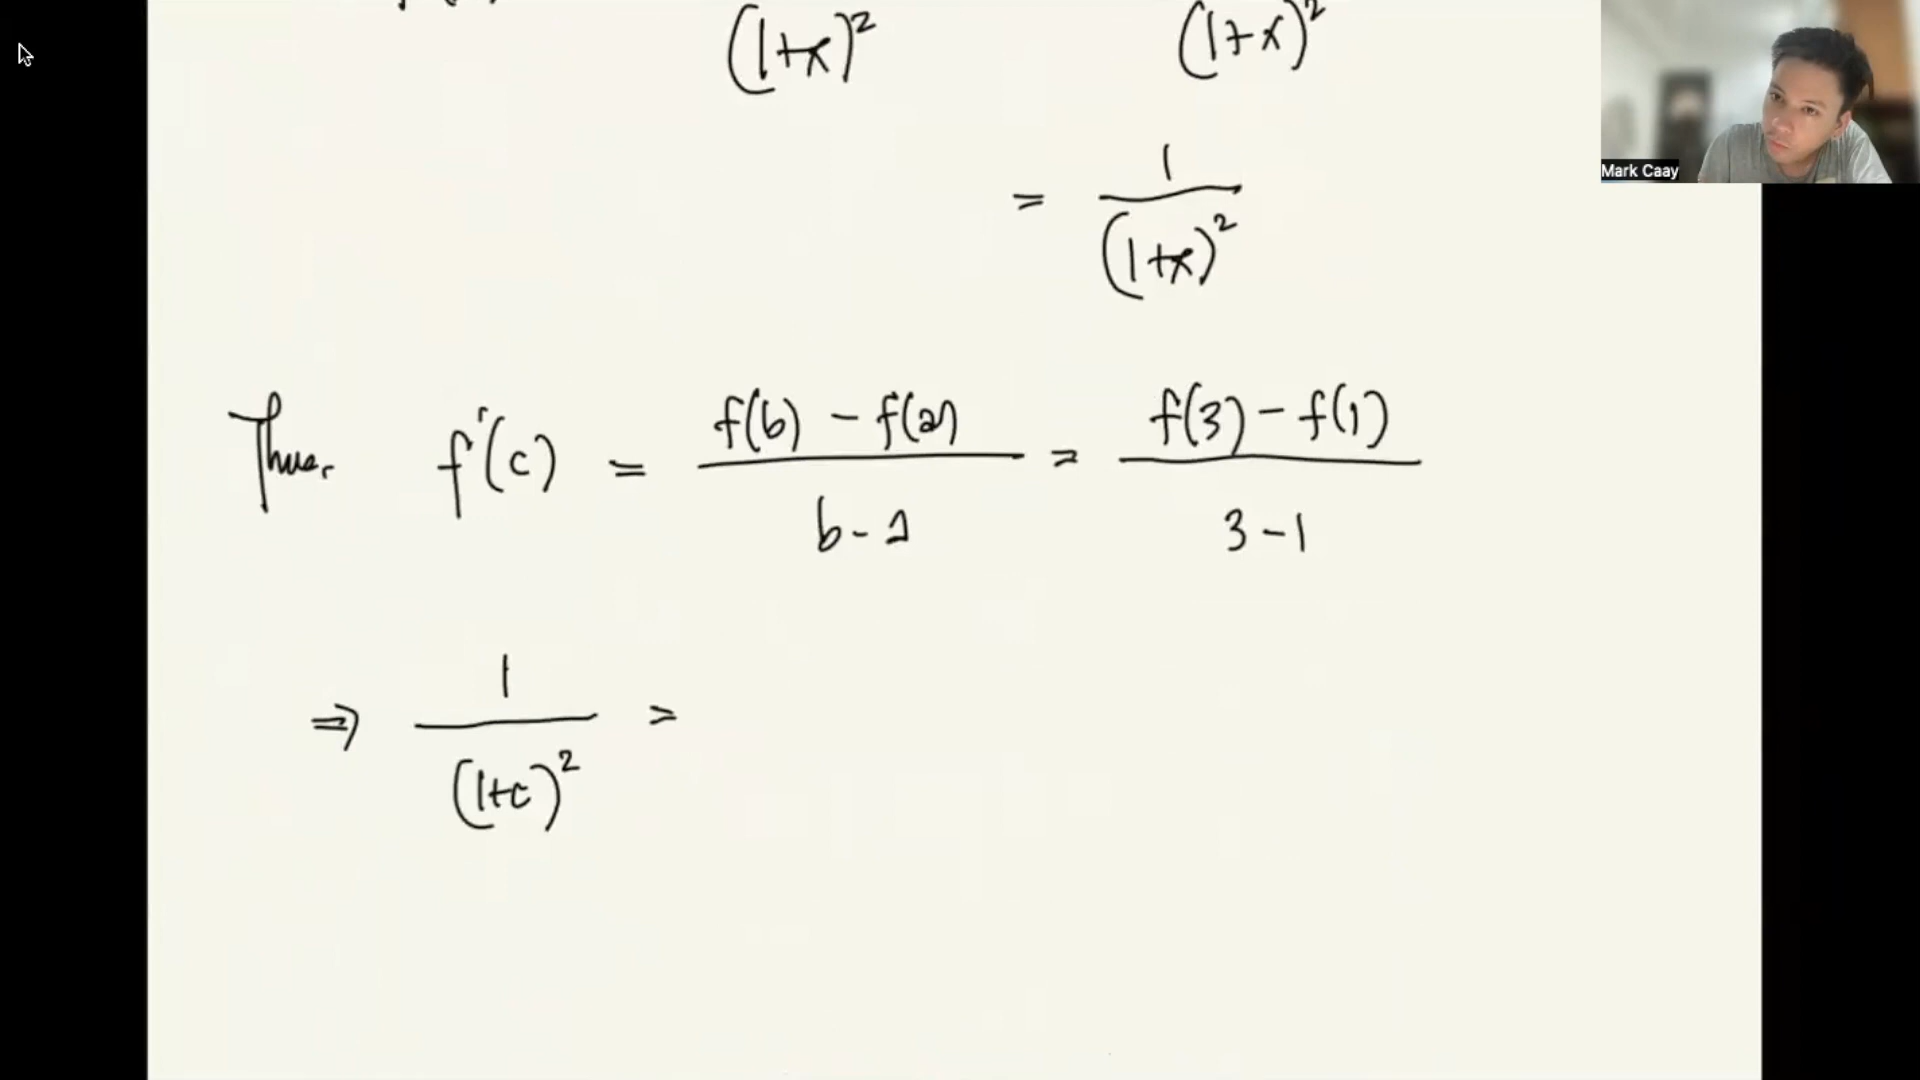 (1+x)² (1+x)²
Mark Caay
= 1/(1+x)²
Thus, f'(c) = f(b) - f(a)/b-a = f(3) - f(1)/3-1
⇒ 1/(1+c)² =